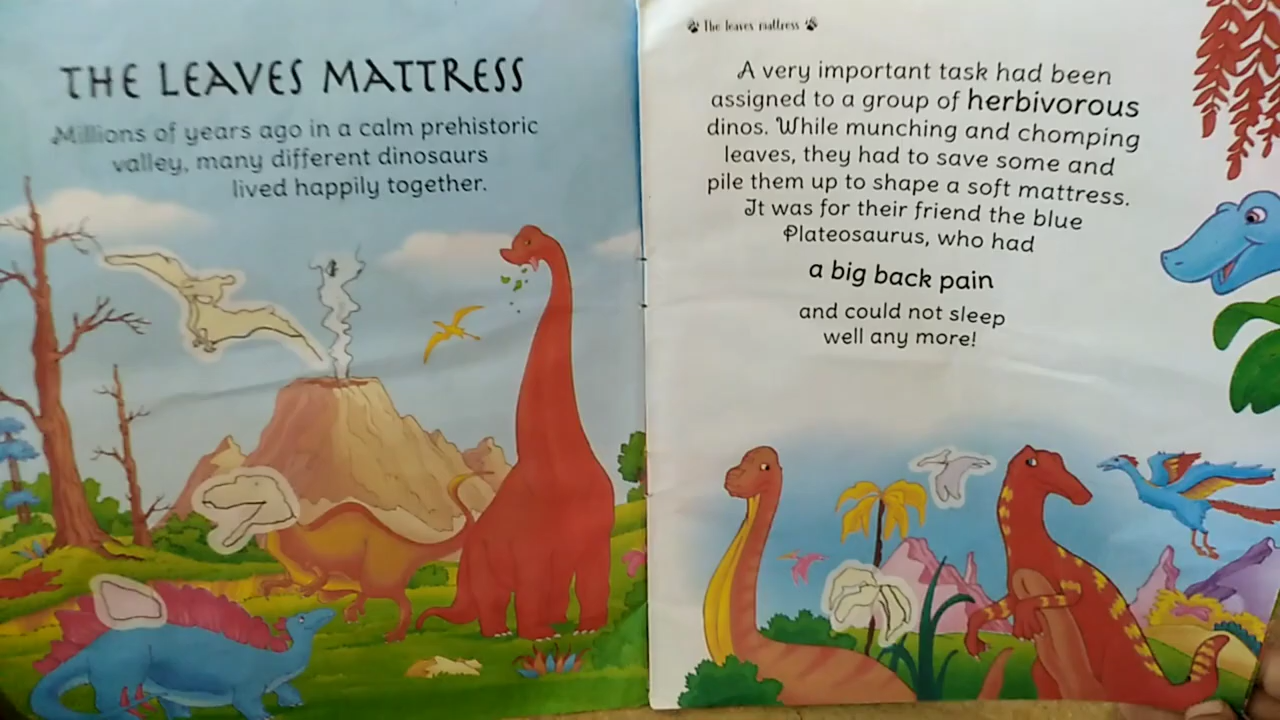 THE LEAVES MATTRESS
Millions of years ago in a calm prehistoric
valley, many different dinosaurs
lived happily together.
The leaves mattress
A very important task had been
assigned to a group of herbivorous
dinos. While munching and chomping
leaves, they had to save some and
pile them up to shape a soft mattress.
It was for their friend the blue
Plateosaurus, who had
a big back pain
and could not sleep
well any more!